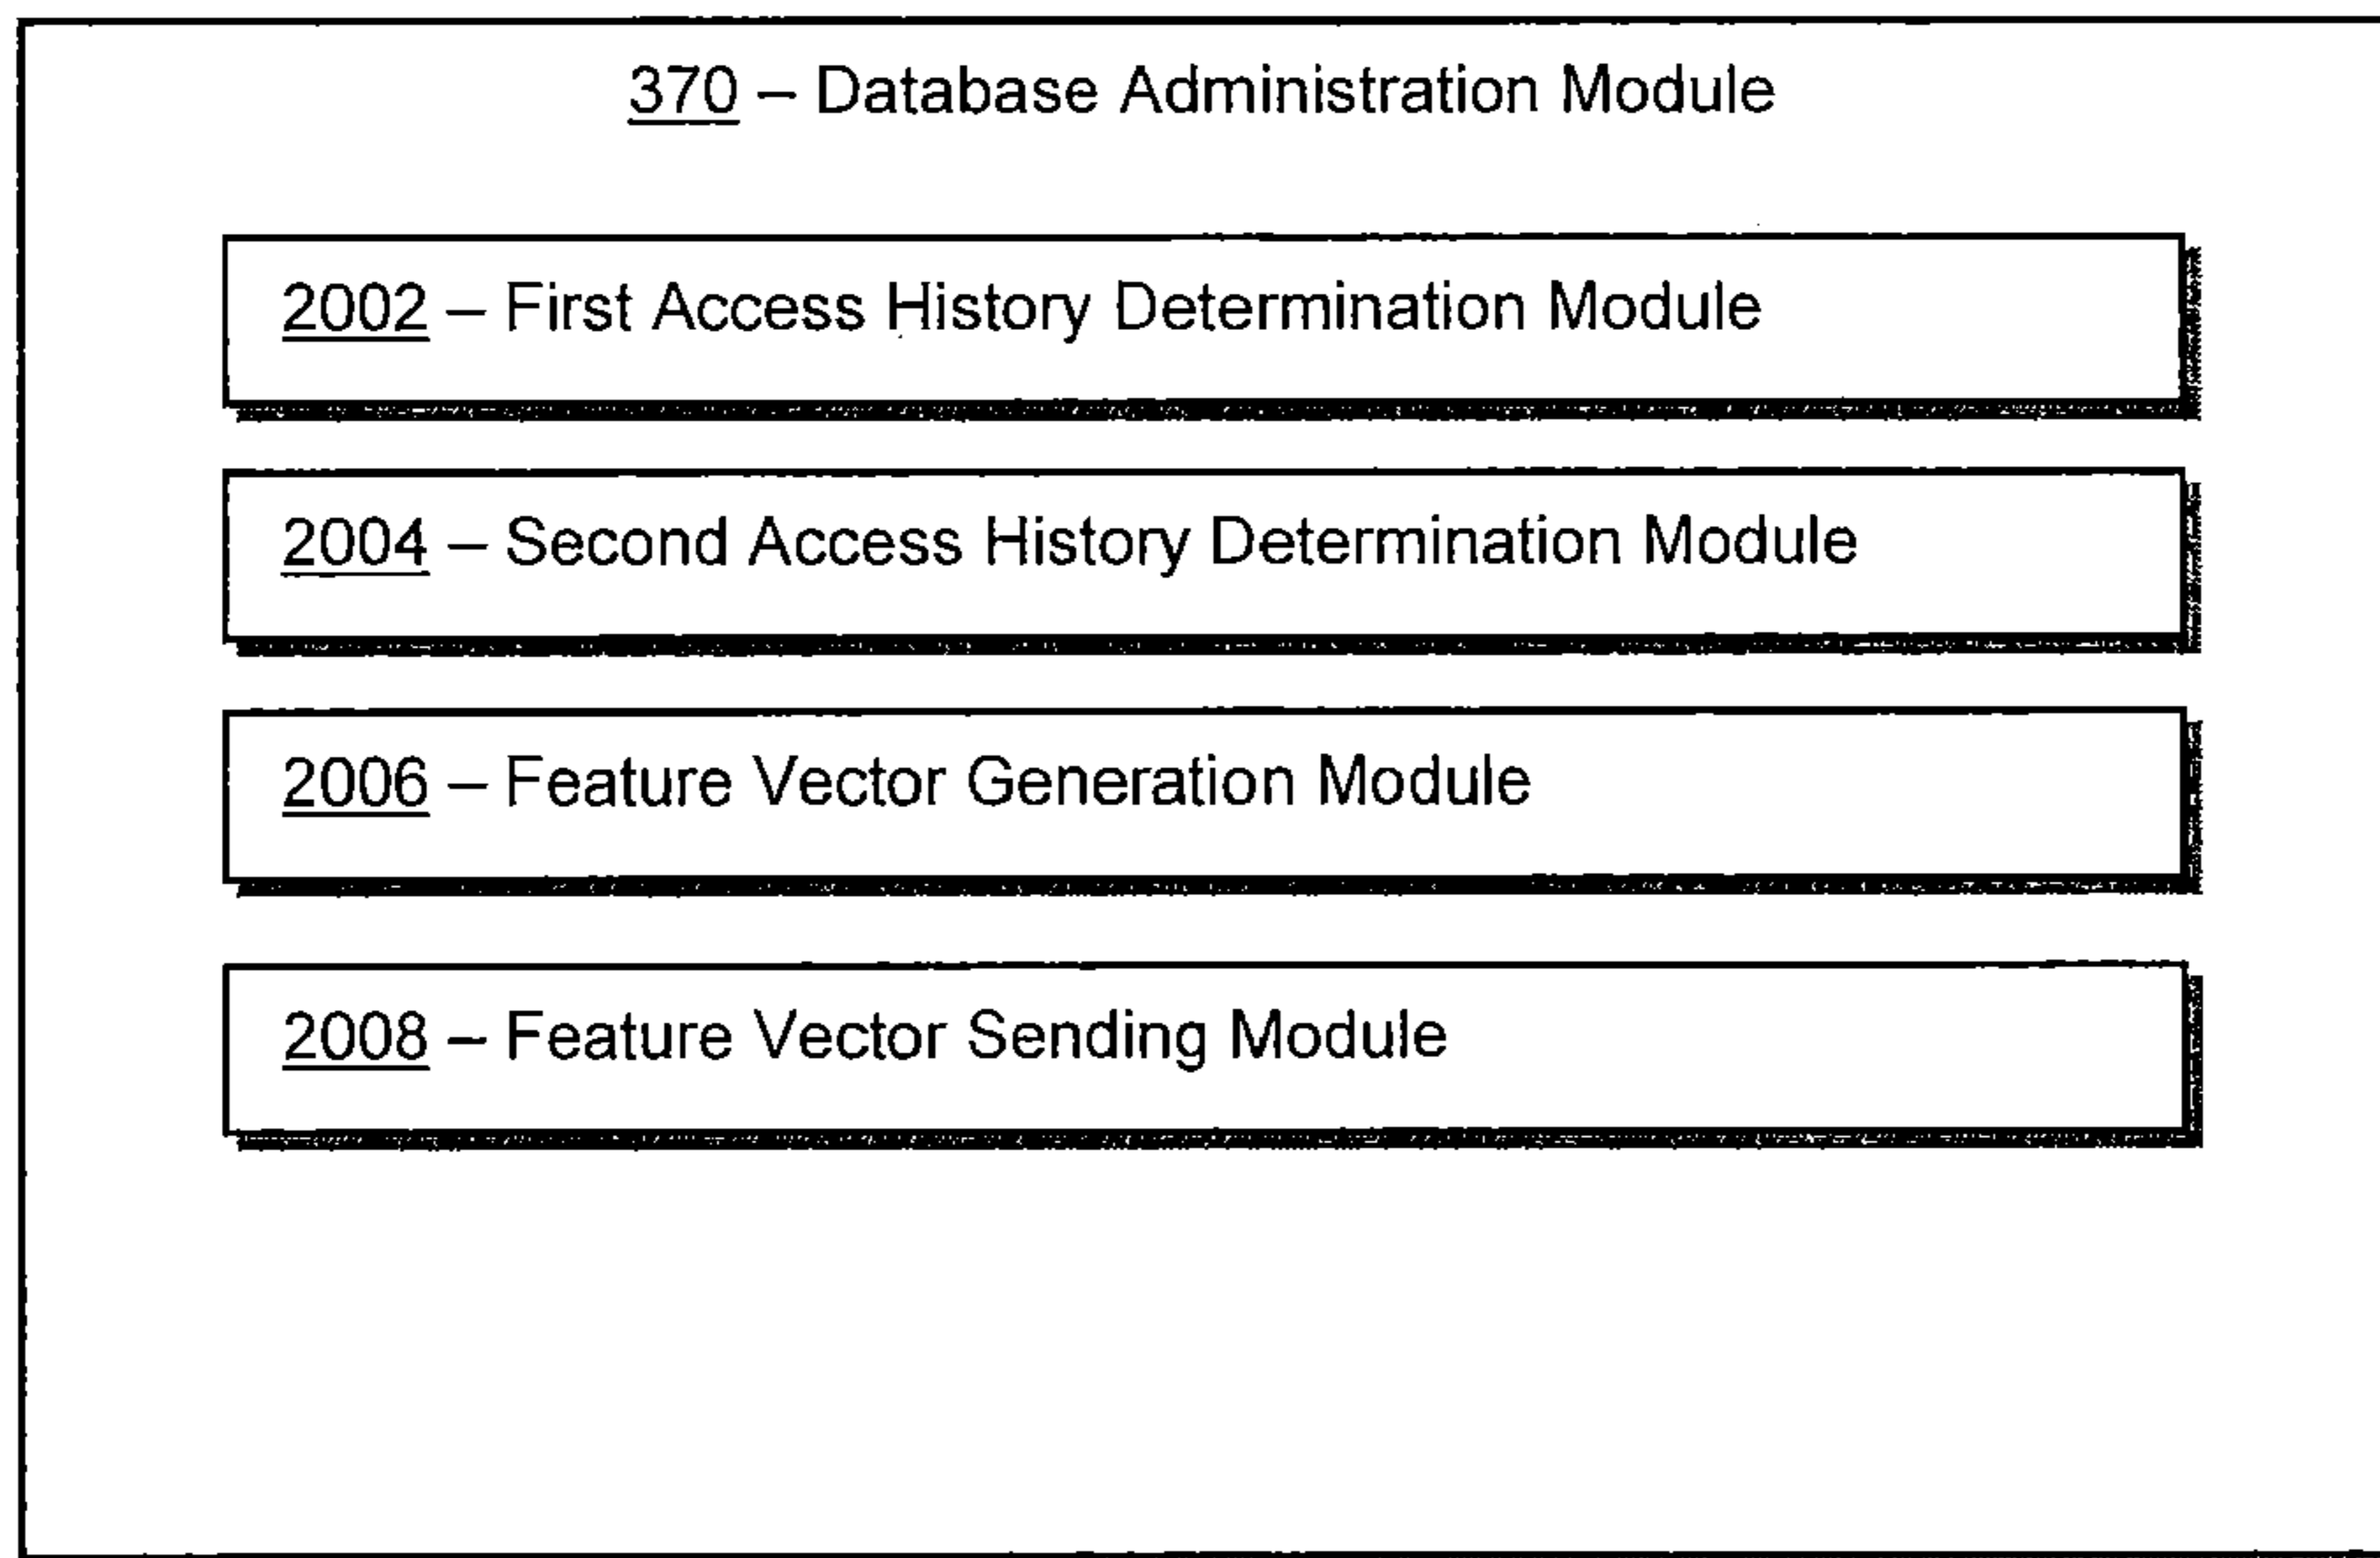 370 – Database Administration Module
2002 – First Access History Determination Module
2004 – Second Access History Determination Module
2006 – Feature Vector Generation Module
2008 – Feature Vector Sending Module